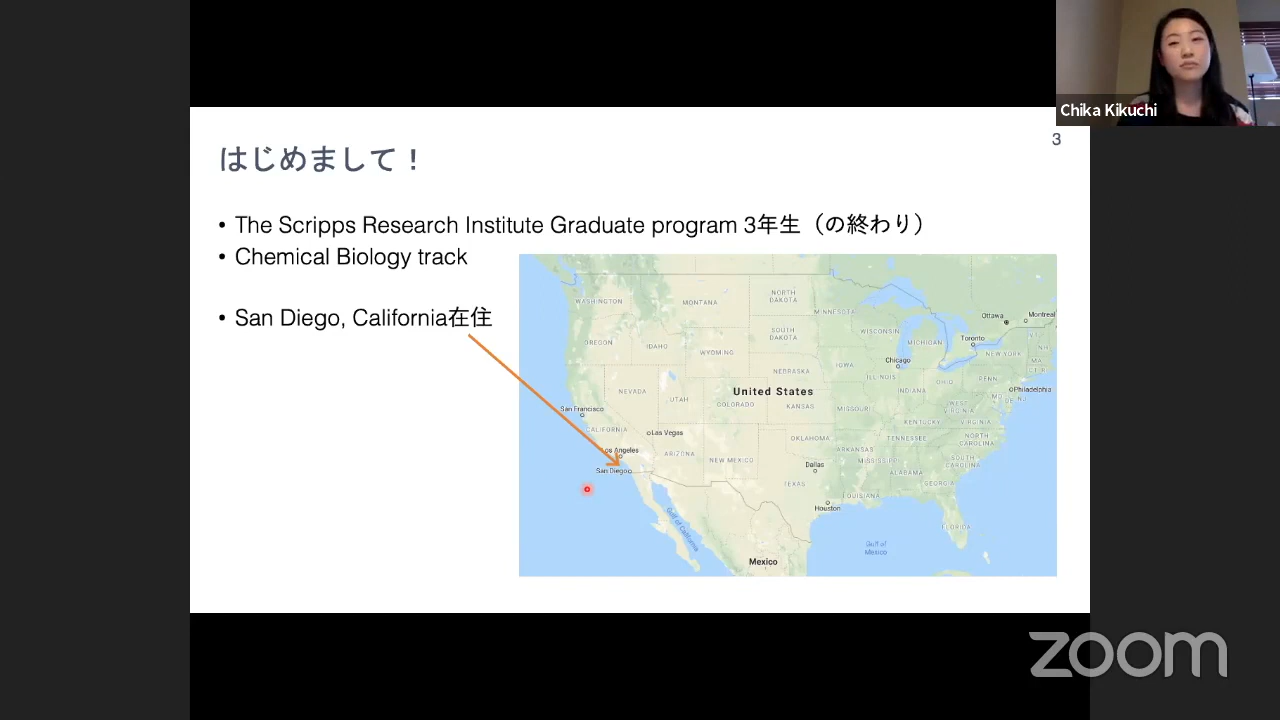 Chika Kikuchi
3
はじめまして！
• The Scripps Research Institute Graduate program 3年生（の終わり）
• Chemical Biology track
• San Diego, California在住
WASHINGTON
MONTANA
NORTH DAKOTA
MINNESOTA
Ottawa
Montreal
OREGON
IDAHO
SOUTH DAKOTA
WISCONSIN
MICHIGAN
Toronto
NEW YORK
WYOMING
IOWA
Chicago
NEBRASKA
ILLINOIS
INDIANA
OHIO
PENN
Philadelphia
NEVADA
UTAH
United States
COLORADO
KANSAS
MISSOURI
WEST VIRGINIA
VIRGINIA
San Francisco
CALIFORNIA
Las Vegas
KENTUCKY
OKLAHOMA
TENNESSEE
NORTH CAROLINA
Los Angeles
ARIZONA
NEW MEXICO
ARKANSAS
MISSISSIPPI
SOUTH CAROLINA
San Diego
Dallas
ALABAMA
TEXAS
GEORGIA
LOUISIANA
Houston
FLORIDA
Gulf of California
Gulf of Mexico
Mexico
zoom